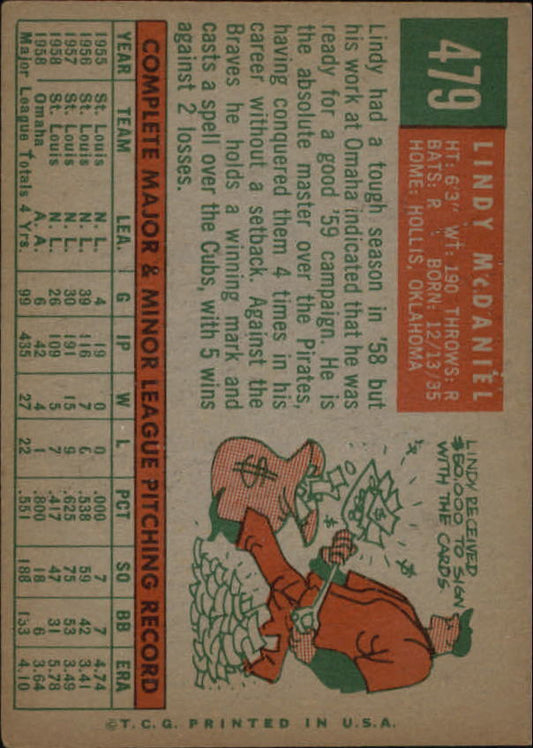 479
LINDY McDANIEL
HT: 6'3" WT: 190 THROWS: R
BATS: R BORN: 12/13/35
HOME: HOLLIS, OKLAHOMA
Lindy had a tough season in '58 but
his work at Omaha indicated that he was
ready for a good '59 campaign. He is
the absolute master over the Pirates,
having conquered them 4 times in his
career without a setback. Against the
Braves he holds a winning mark and
casts a spell over the Cubs, with 5 wins
against 2 losses.
LINDY RECEIVED
$50,000 TO SIGN
WITH THE CARDS
COMPLETE MAJOR & MINOR LEAGUE PITCHING RECORD
YEAR TEAM LEA. G IP W L PCT SO BB ERA
1955 St. Louis N. L. 4 19 0 0 .000 7 7 4.74
1956 St. Louis N. L. 39 116 7 6 .538 59 42 3.41
1957 St. Louis N. L. 30 191 15 9 .625 75 53 3.49
1958 St. Louis N. L. 26 109 5 7 .417 47 31 5.78
1958 Omaha A. A. 6 42 4 1 .800 18 6 3.64
Major League Totals 4 Yrs. 99 435 27 22 .551 188 133 4.10
©T.C.G. PRINTED IN U.S.A.